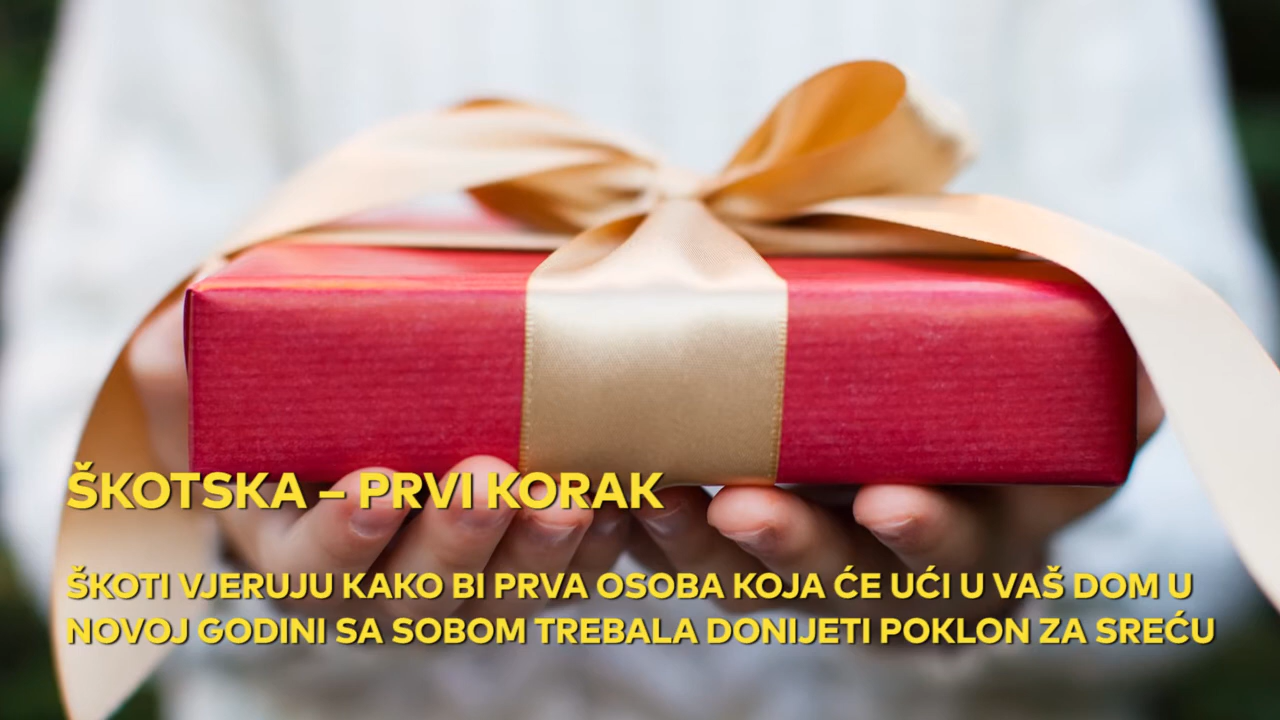 ŠKOTSKA – PRVI KORAK
ŠKOTI VJERUJU KAKO BI PRVA OSOBA KOJA ĆE UĆI U VAŠ DOM U
NOVOJ GODINI SA SOBOM TREBALA DONIJETI POKLON ZA SREĆU